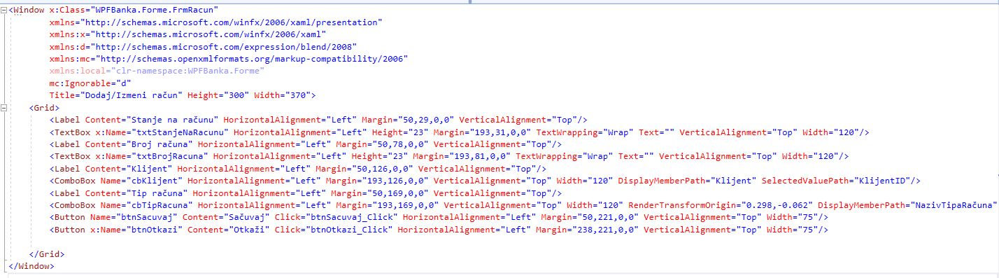 <Window x:Class="WPFBanka.Forme.FrmRacun"
xmlns="http://schemas.microsoft.com/winfx/2006/xaml/presentation"
xmlns:x="http://schemas.microsoft.com/winfx/2006/xaml"
xmlns:d="http://schemas.microsoft.com/expression/blend/2008"
xmlns:mc="http://schemas.openxmlformats.org/markup-compatibility/2006"
xmlns:local="clr-namespace:WPFBanka.Forme"
mc:Ignorable="d"
Title="Dodaj/Izmeni račun" Height="300" Width="370">
<Grid>
<Label Content="Stanje na računu" HorizontalAlignment="Left" Margin="50,29,0,0" VerticalAlignment="Top"/>
<TextBox x:Name="txtStanjeNaRacunu" HorizontalAlignment="Left" Height="23" Margin="193,31,0,0" TextWrapping="Wrap" Text="" VerticalAlignment="Top" Width="120"/>
<Label Content="Broj računa" HorizontalAlignment="Left" Margin="50,78,0,0" VerticalAlignment="Top"/>
<TextBox x:Name="txtBrojRacuna" HorizontalAlignment="Left" Height="23" Margin="193,81,0,0" TextWrapping="Wrap" Text="" VerticalAlignment="Top" Width="120"/>
<Label Content="Klijent" HorizontalAlignment="Left" Margin="50,126,0,0" VerticalAlignment="Top"/>
<ComboBox Name="cbKlijent" HorizontalAlignment="Left" Margin="193,126,0,0" VerticalAlignment="Top" Width="120" DisplayMemberPath="Klijent" SelectedValuePath="KlijentID"/>
<Label Content="Tip računa" HorizontalAlignment="Left" Margin="50,169,0,0" VerticalAlignment="Top"/>
<ComboBox Name="cbTipRacuna" HorizontalAlignment="Left" Margin="193,169,0,0" VerticalAlignment="Top" Width="120" RenderTransformOrigin="0.298,-0.062" DisplayMemberPath="NazivTipaRačuna"
<Button Name="btnSacuvaj" Content="Sačuvaj" Click="btnSacuvaj_Click" HorizontalAlignment="Left" Margin="50,221,0,0" VerticalAlignment="Top" Width="75"/>
<Button x:Name="btnOtkazi" Content="Otkaži" Click="btnOtkazi_Click" HorizontalAlignment="Left" Margin="238,221,0,0" VerticalAlignment="Top" Width="75"/>
</Grid>
</Window>